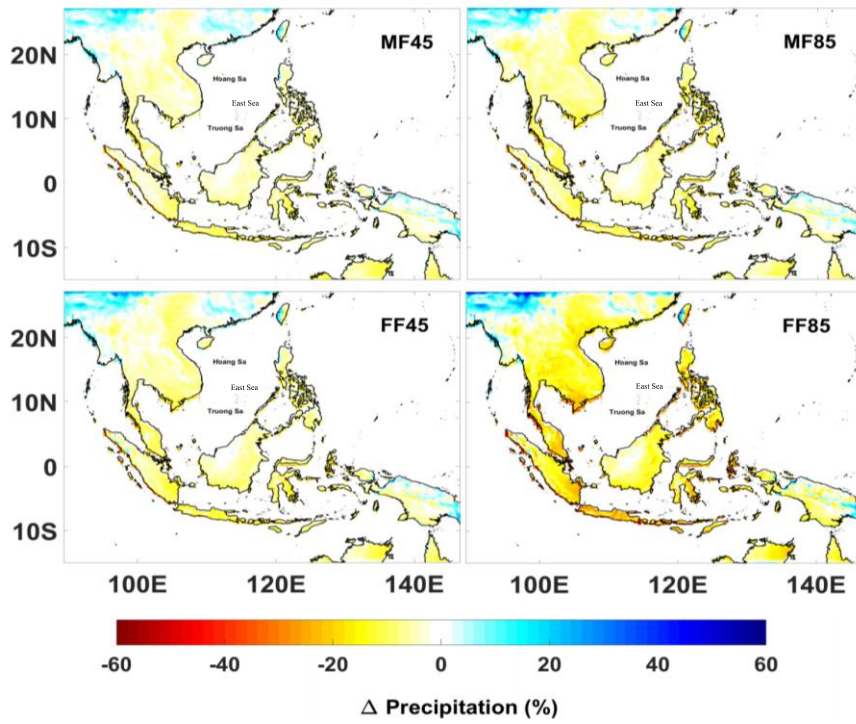 MF45
MF85
20N
10N
0
10S
Hoang Sa
East Sea
Truong Sa
Hoang Sa
East Sea
Truong Sa
FF45
FF85
20N
10N
0
10S
Hoang Sa
East Sea
Truong Sa
Hoang Sa
East Sea
Truong Sa
100E 120E 140E 100E 120E 140E
-60 -40 -20 0 20 40 60
Δ Precipitation (%)